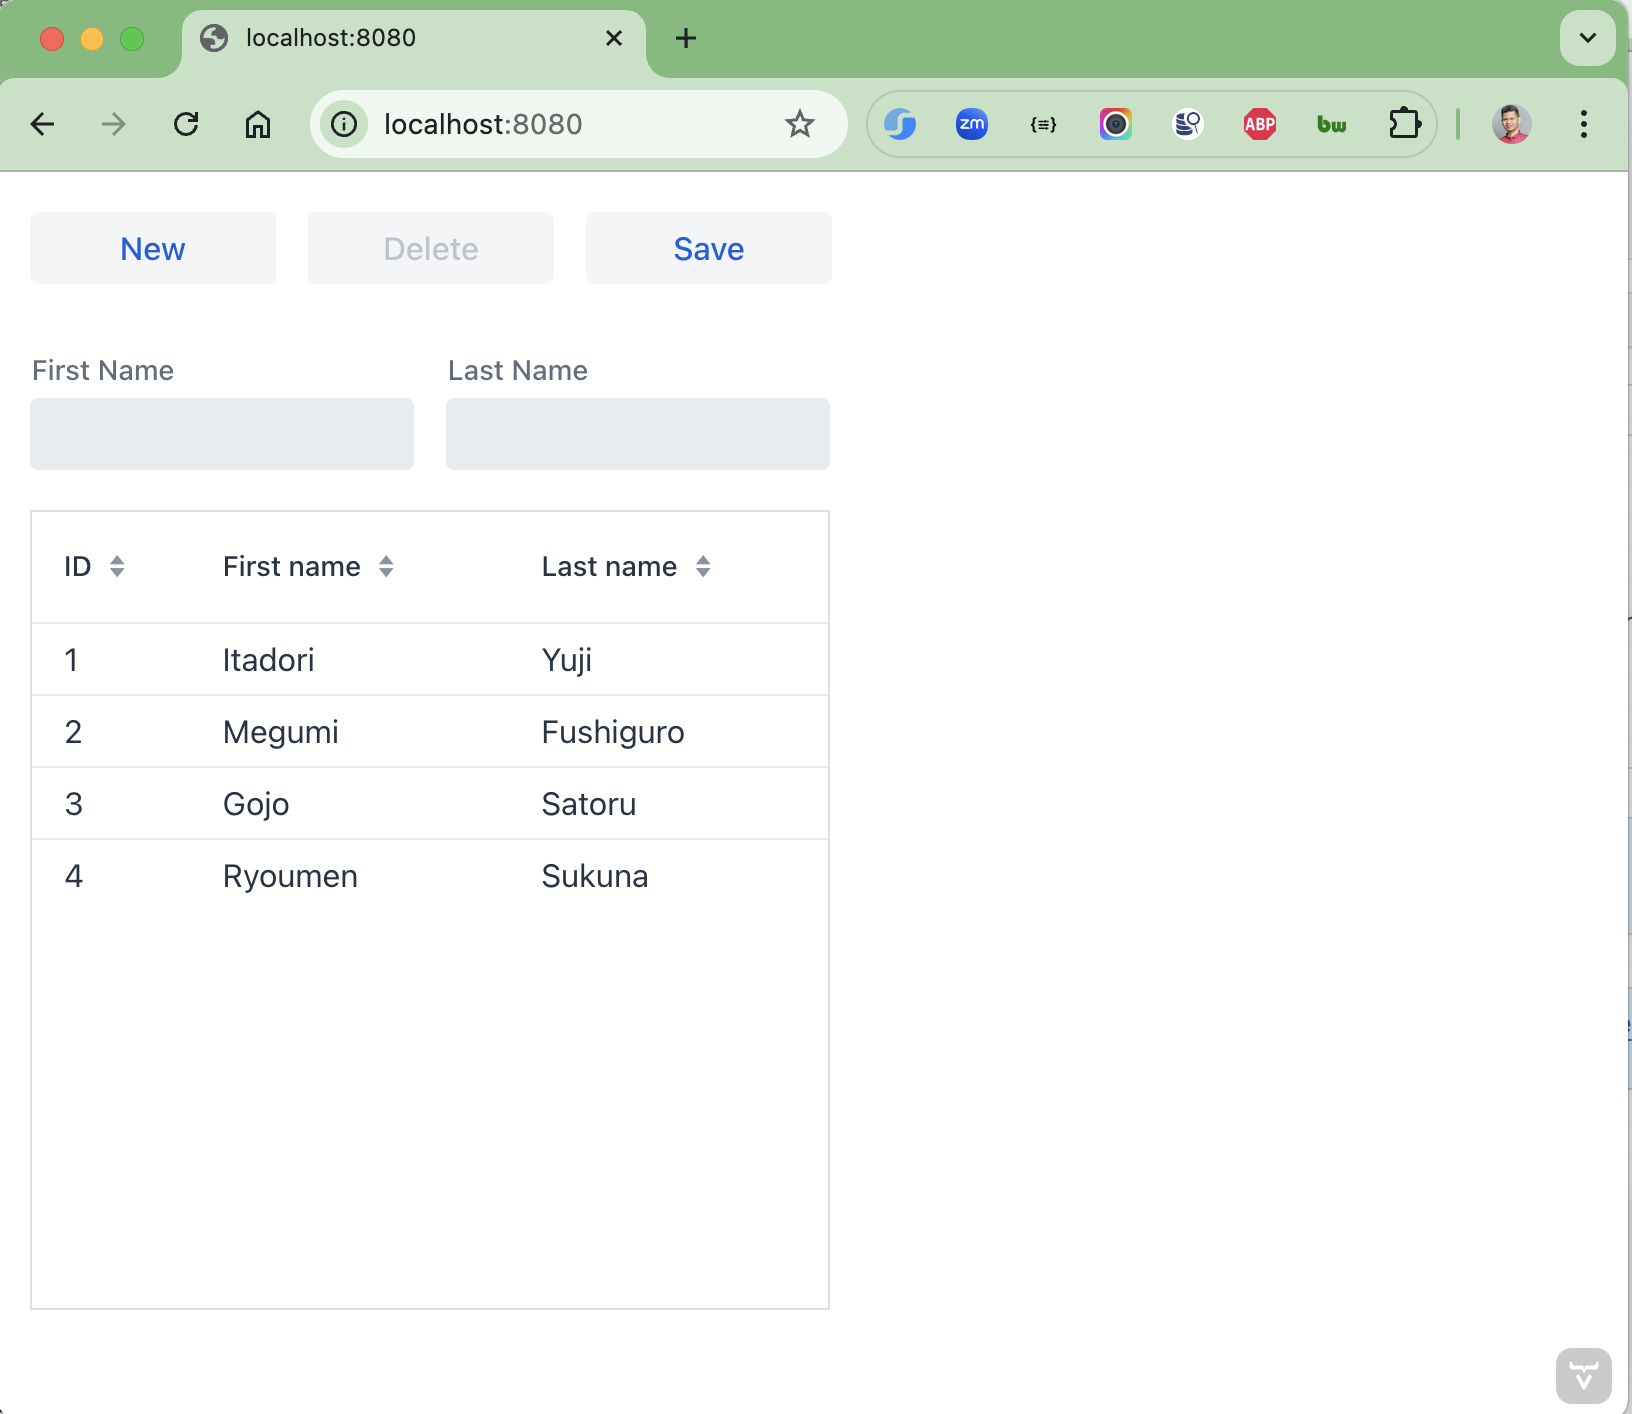 localhost:8080
localhost:8080
zm
ABP
bw
New Delete Save
First Name Last Name
ID First name Last name
1 Itadori Yuji
2 Megumi Fushiguro
3 Gojo Satoru
4 Ryoumen Sukuna